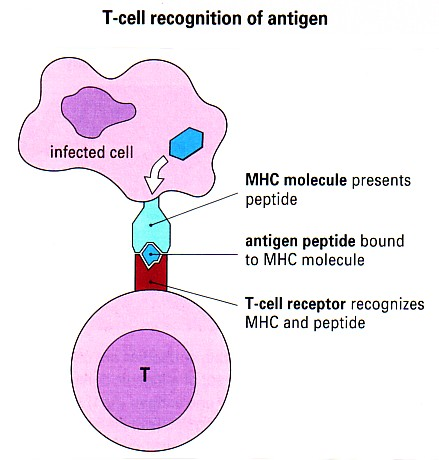 T-cell recognition of antigen
infected cell
MHC molecule presents
peptide
antigen peptide bound
to MHC molecule
T-cell receptor recognizes
MHC and peptide
T